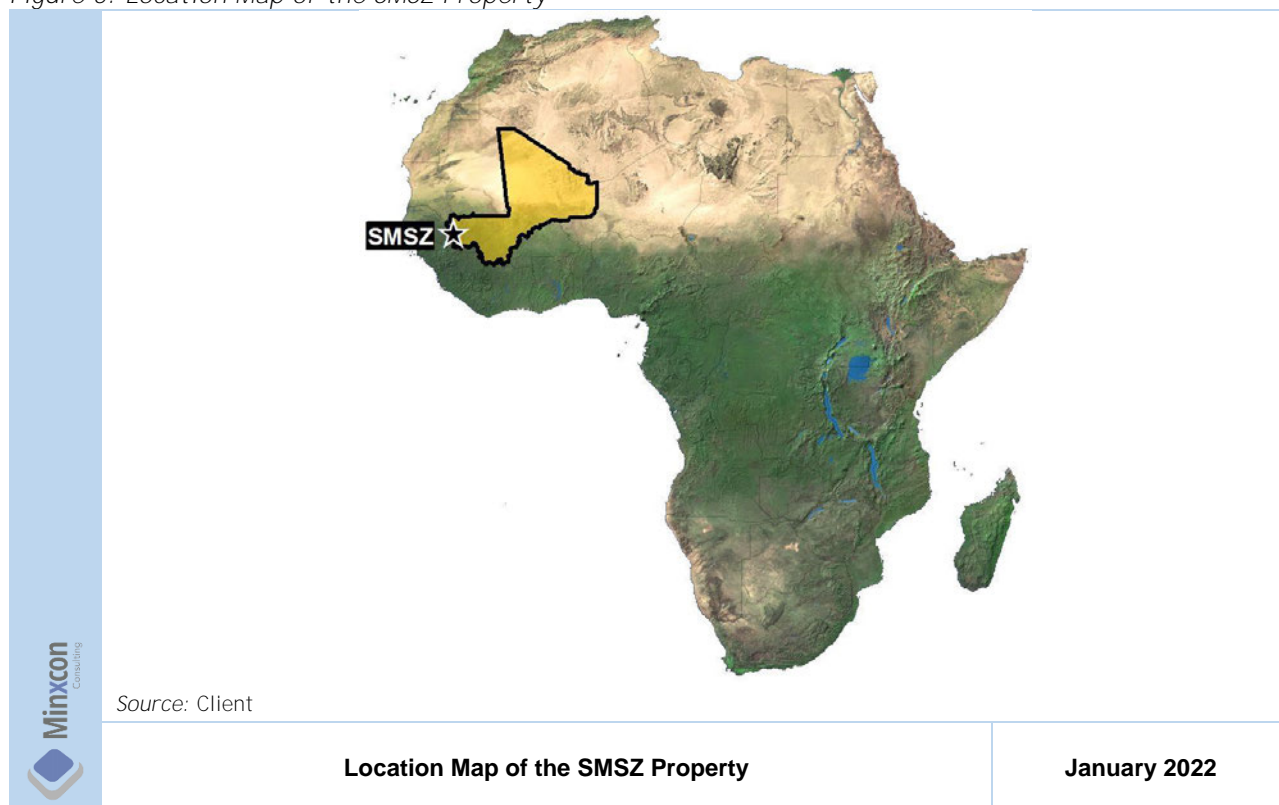 Figure Location Map of the SMSZ Property
SMSZ
Source: Client
Minxcon
Consulting
Location Map of the SMSZ Property
January 2022